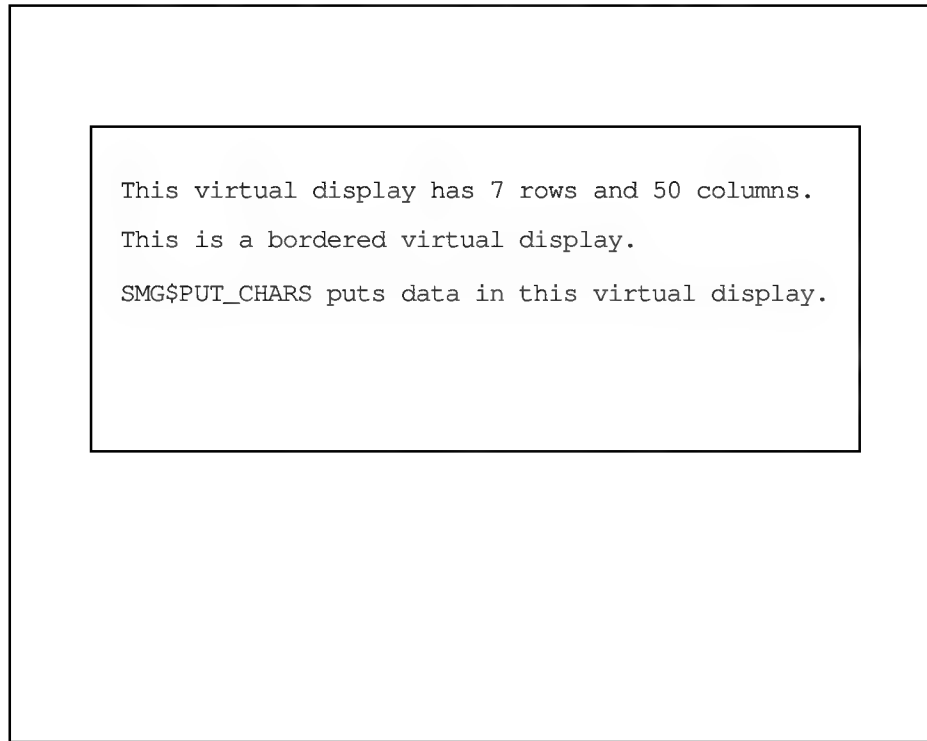 This virtual display has 7 rows and 50 columns.
This is a bordered virtual display.
SMG$PUT_CHARS puts data in this virtual display.